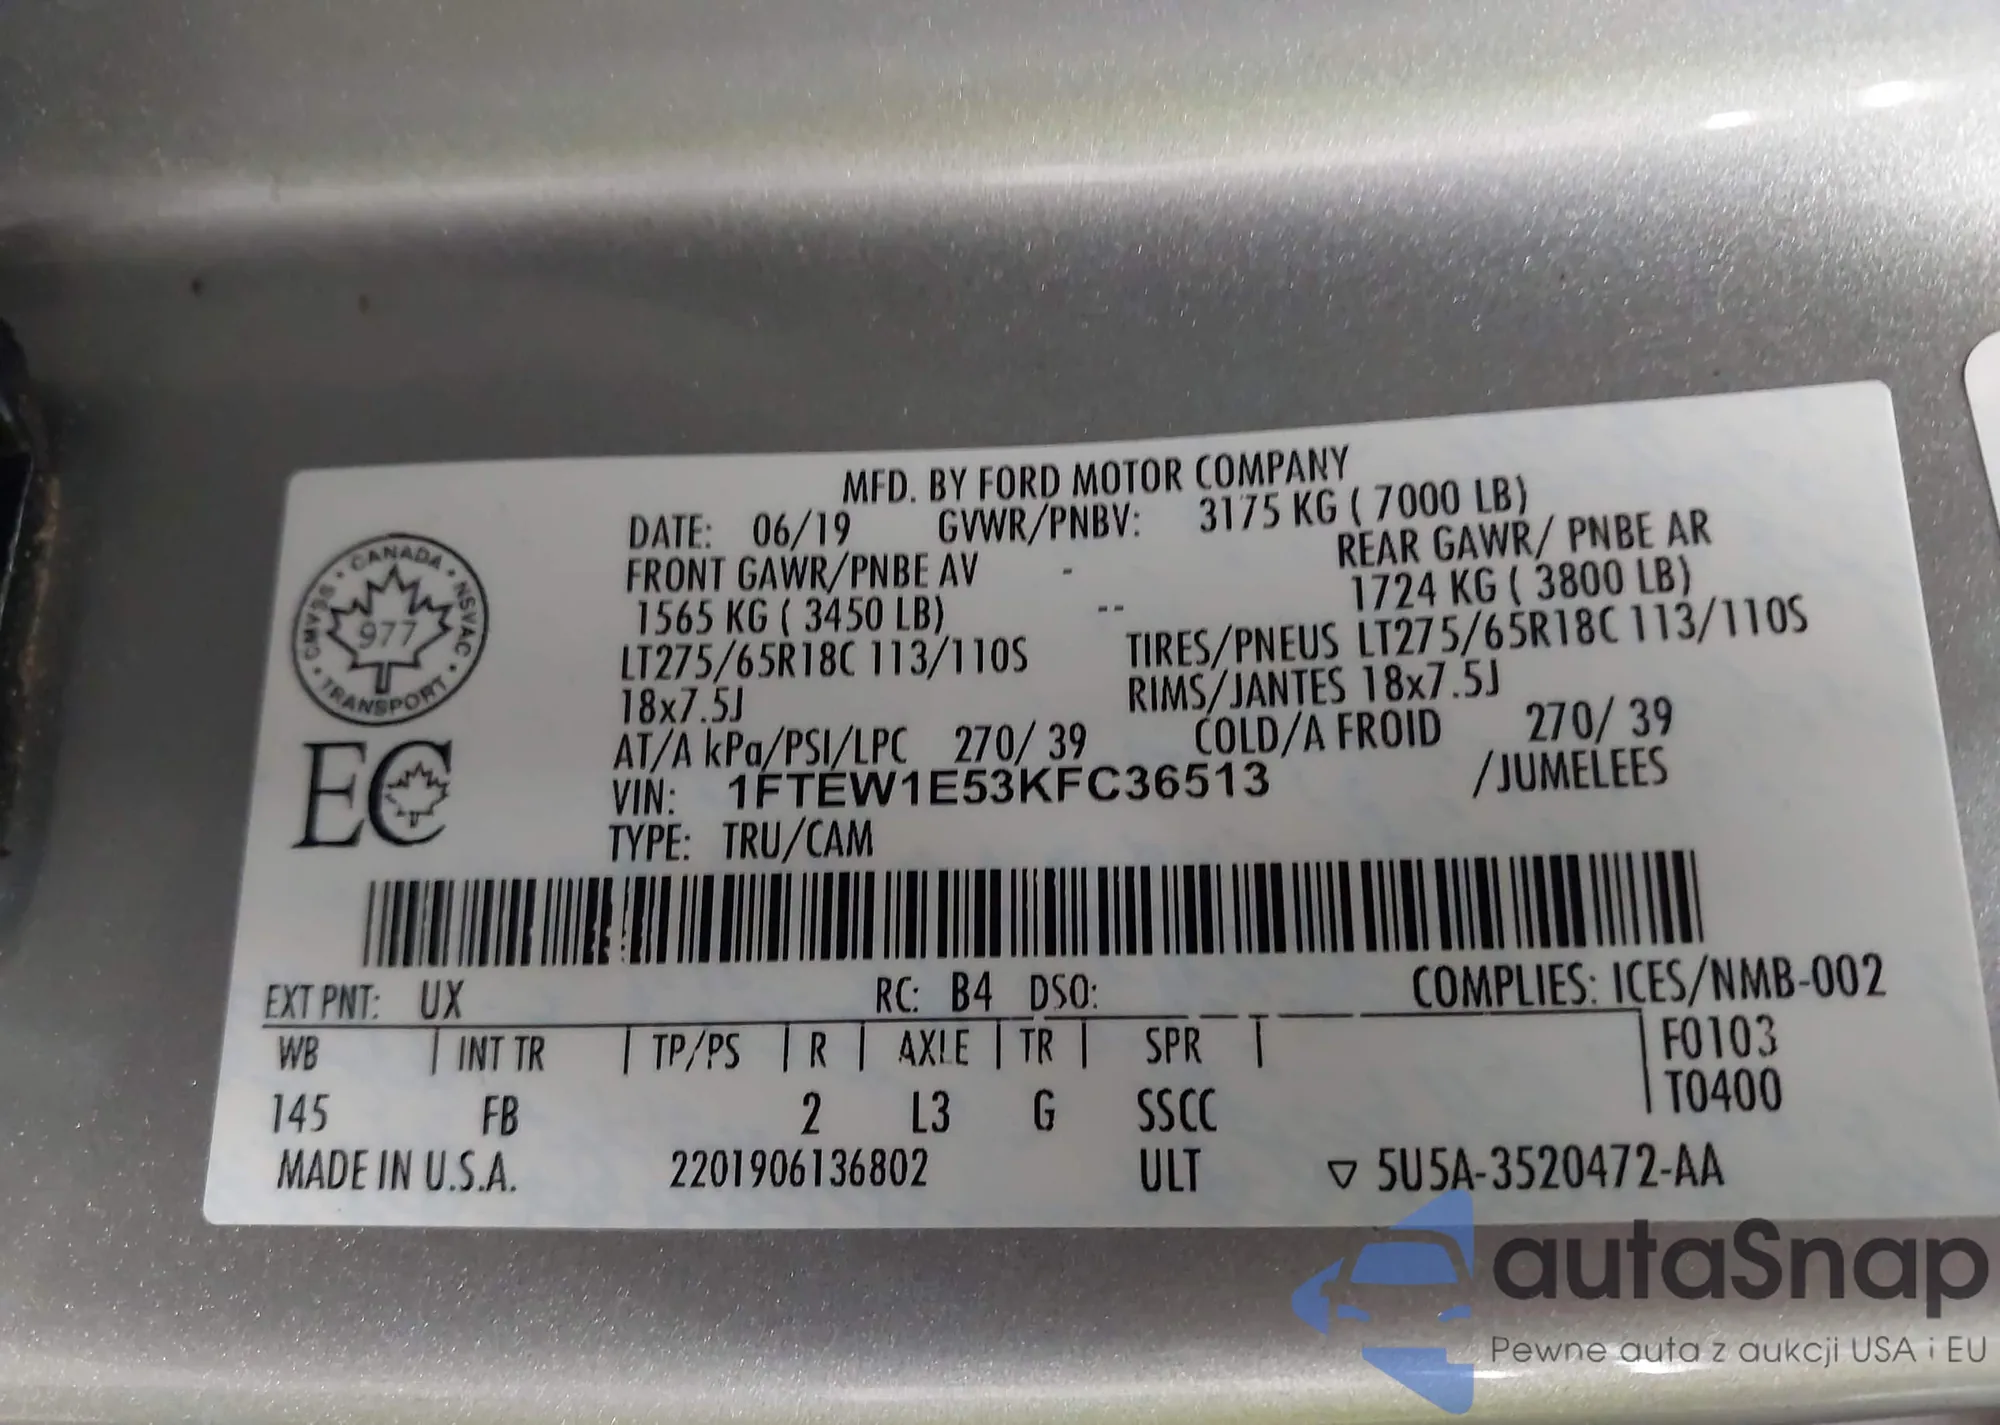 MFD. BY FORD MOTOR COMPANY
DATE: 06/19 GVWR/PNBV: 3175 KG ( 7000 LB)
FRONT GAWR/PNBE AV - REAR GAWR/ PNBE AR
1565 KG ( 3450 LB) -- 1724 KG ( 3800 LB)
LT275/65R18C 113/110S TIRES/PNEUS LT275/65R18C 113/110S
18x7.5J RIMS/JANTES 18x7.5J
AT/A kPa/PSI/LPC 270/ 39 COLD/A FROID 270/ 39
VIN: 1FTEW1E53KFC36513 /JUMELEES
TYPE: TRU/CAM
CANADA · NSVAC · TRANSPORT · CMVSS ·
977
EC
EXT PNT: UX RC: B4 DSO: COMPLIES: ICES/NMB-002
WB | INT TR | TP/PS | R | AXLE | TR | SPR | F0103
T0400
145 FB 2 L3 G SSCC
MADE IN U.S.A. 2201906136802 ULT ▽ 5U5A-3520472-AA
autaSnap
Pewne auta z aukcji USA i EU